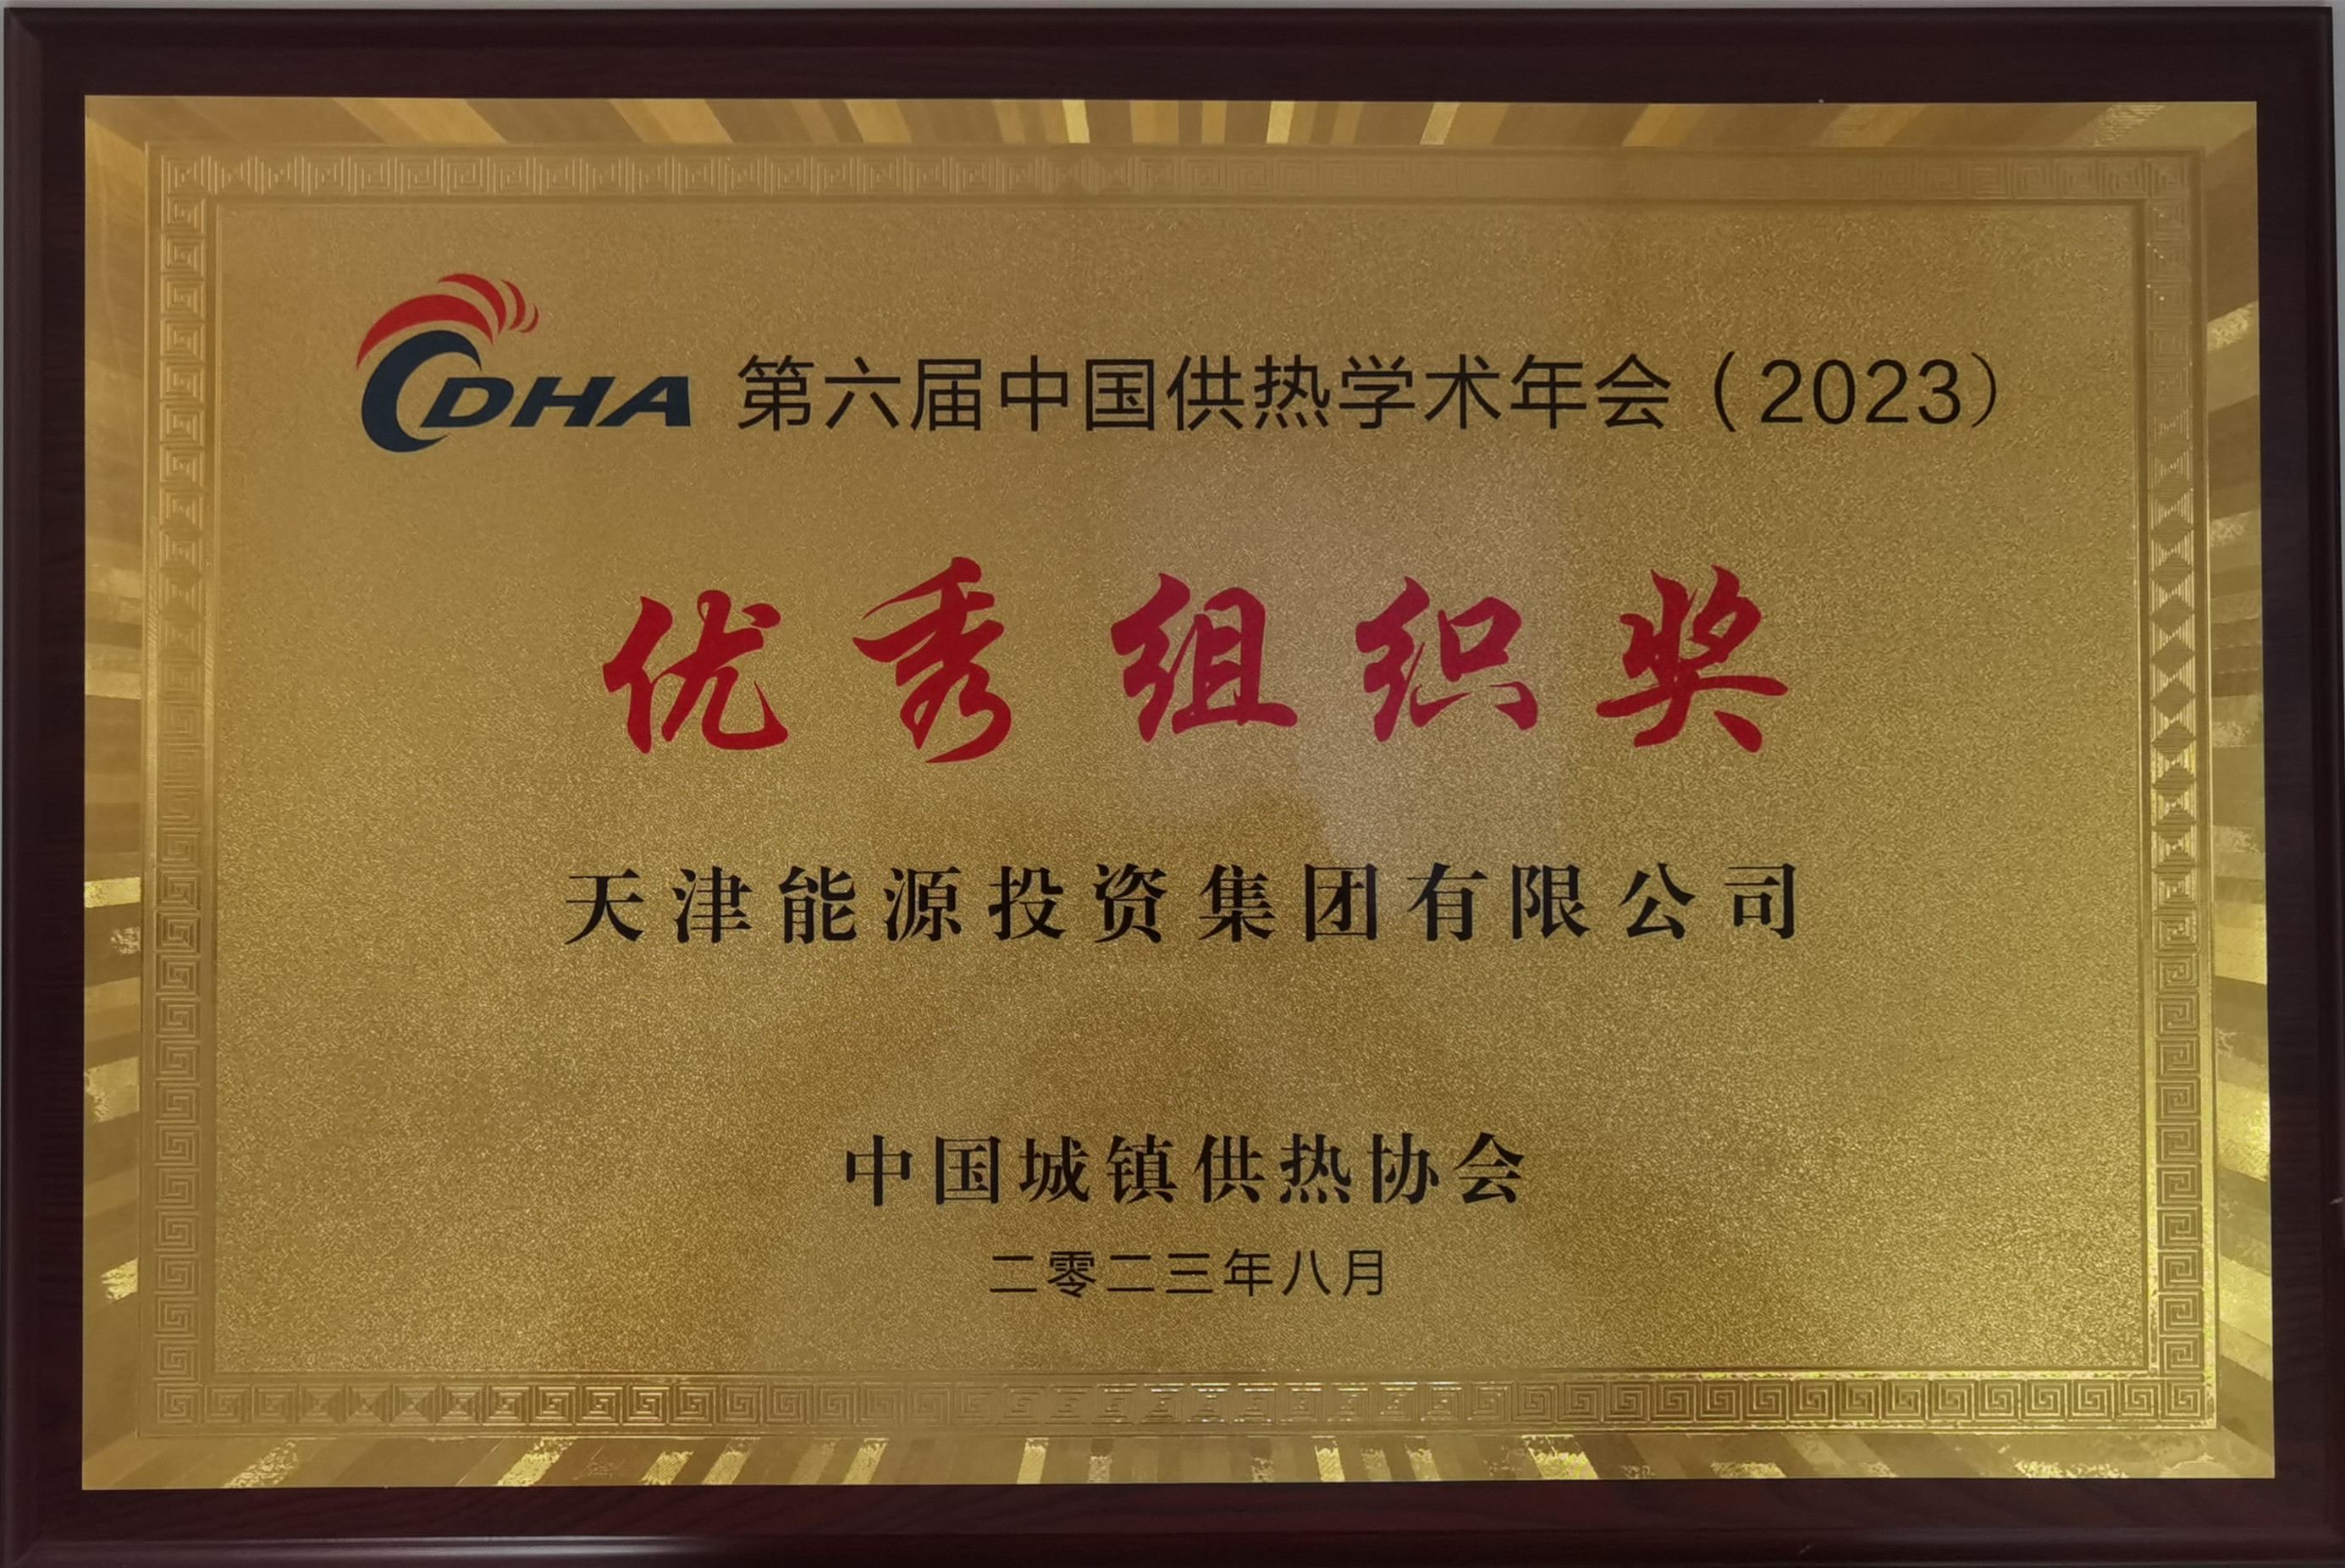 CDHA 第六届中国供热学术年会（2023）
优秀组织奖
天津能源投资集团有限公司
中国城镇供热协会
二零二三年八月